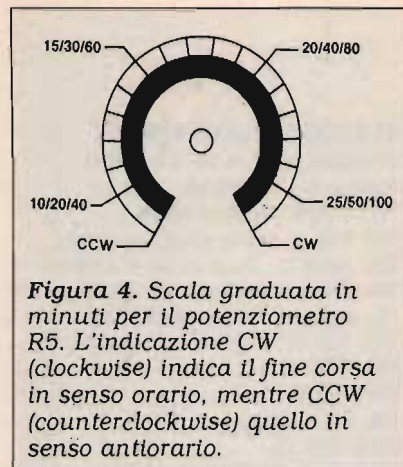 15/30/60
20/40/80
10/20/40
25/50/100
CCW
CW
Figura 4. Scala graduata in
minuti per il potenziometro
R5. L'indicazione CW
(clockwise) indica il fine corsa
in senso orario, mentre CCW
(counterclockwise) quello in
senso antiorario.